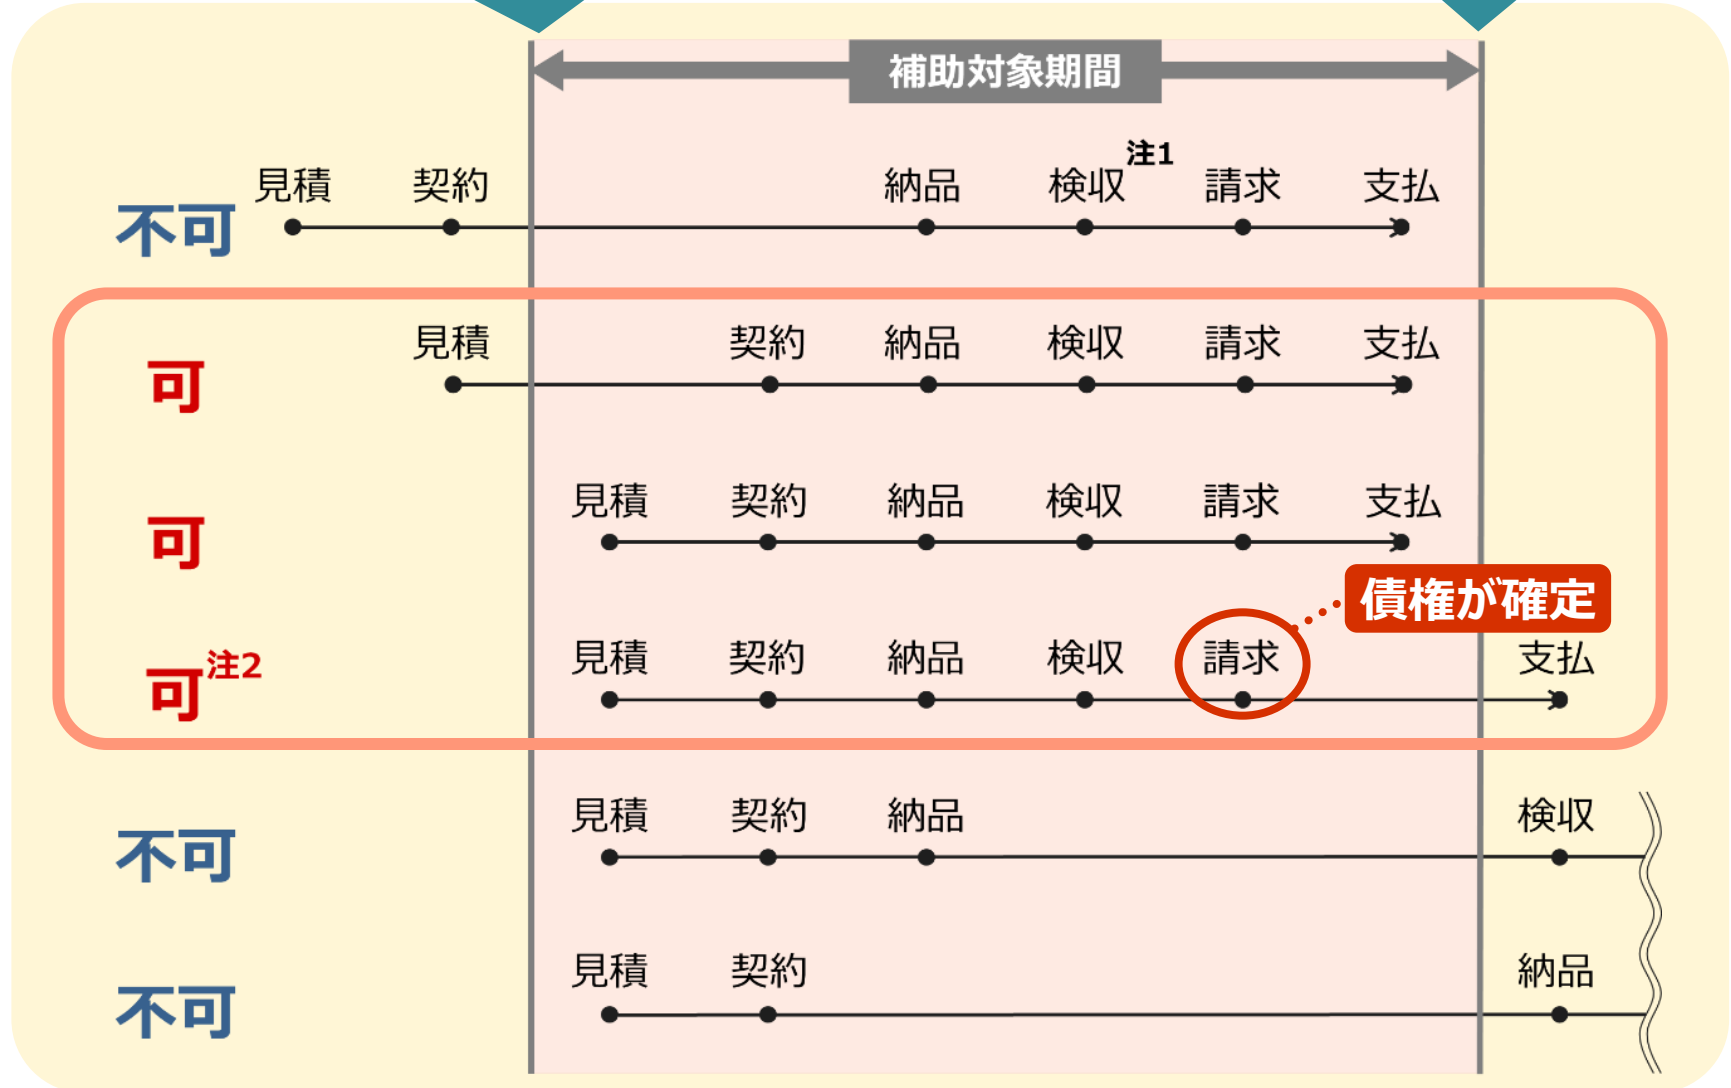 補助対象期間
注1
見積 契約 納品 検収 請求 支払
不可
見積 契約 納品 検収 請求 支払
可
見積 契約 納品 検収 請求 支払
可
債権が確定
見積 契約 納品 検収 請求 支払
可注2
見積 契約 納品 検収
不可
見積 契約 納品
不可